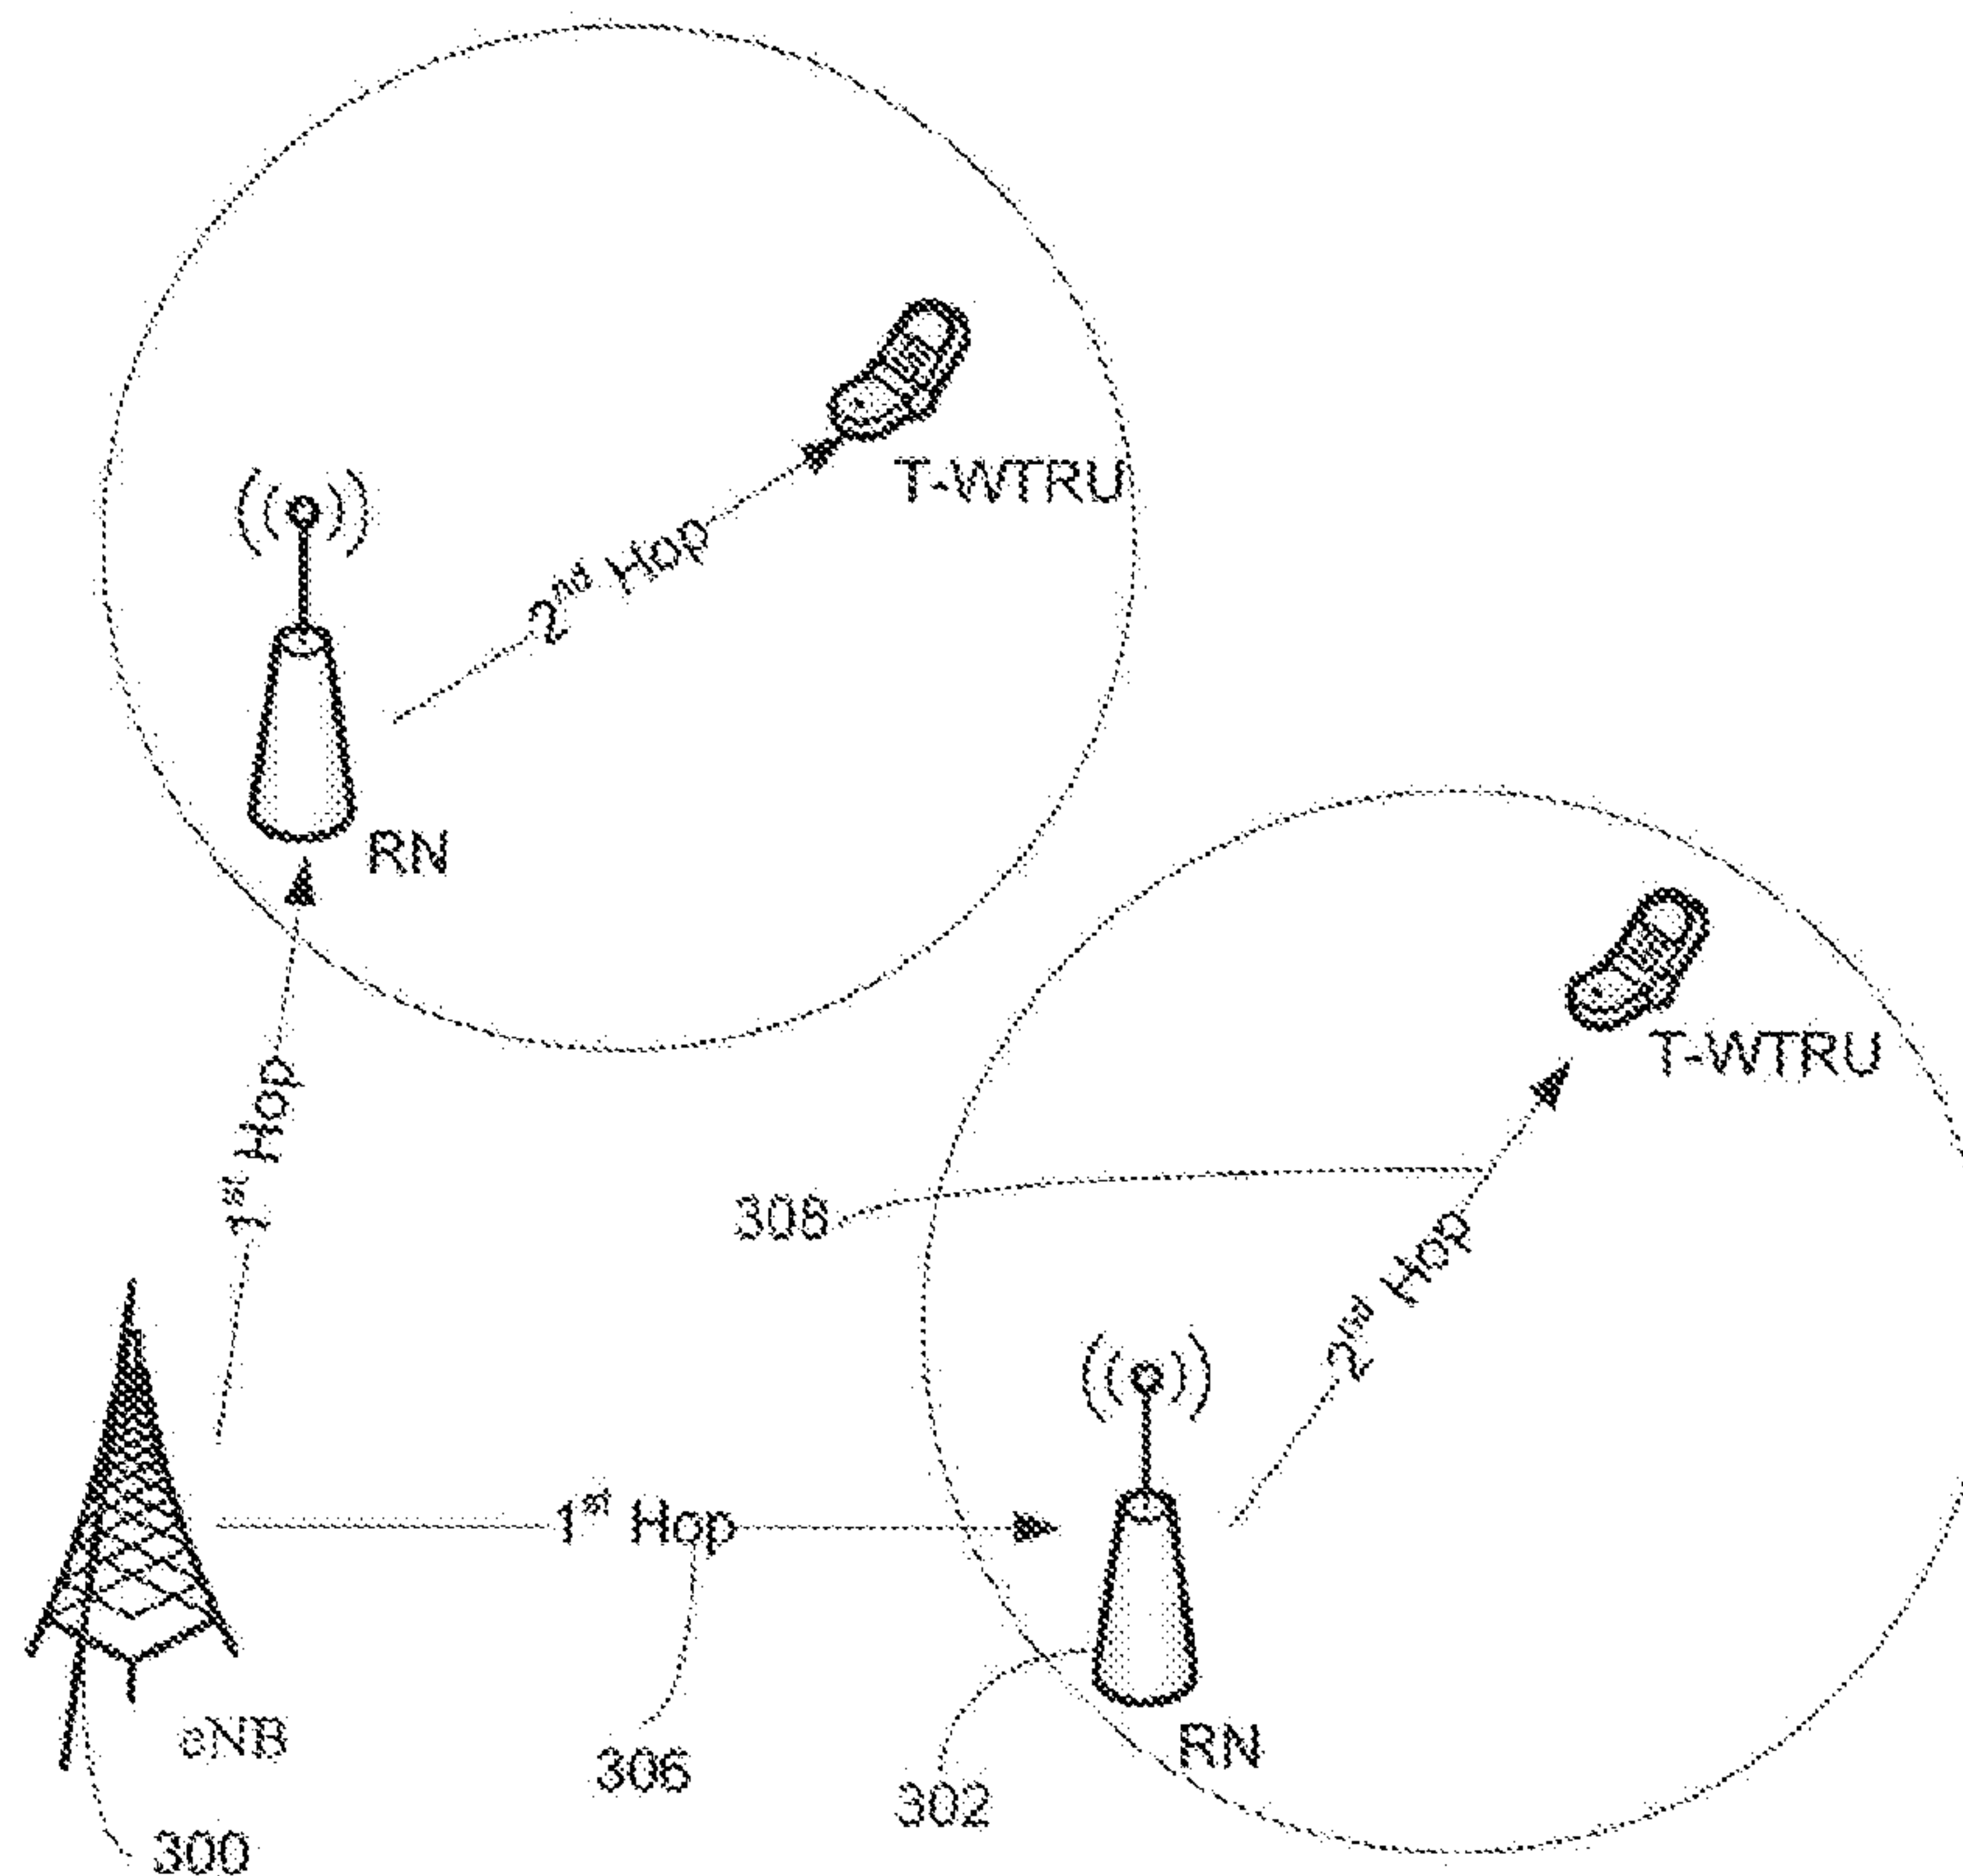 T-WTRU
2nd Hop
RN
T-WTRU
1st Hop
308
2nd Hop
1st Hop
eNB
RN
306
302
300